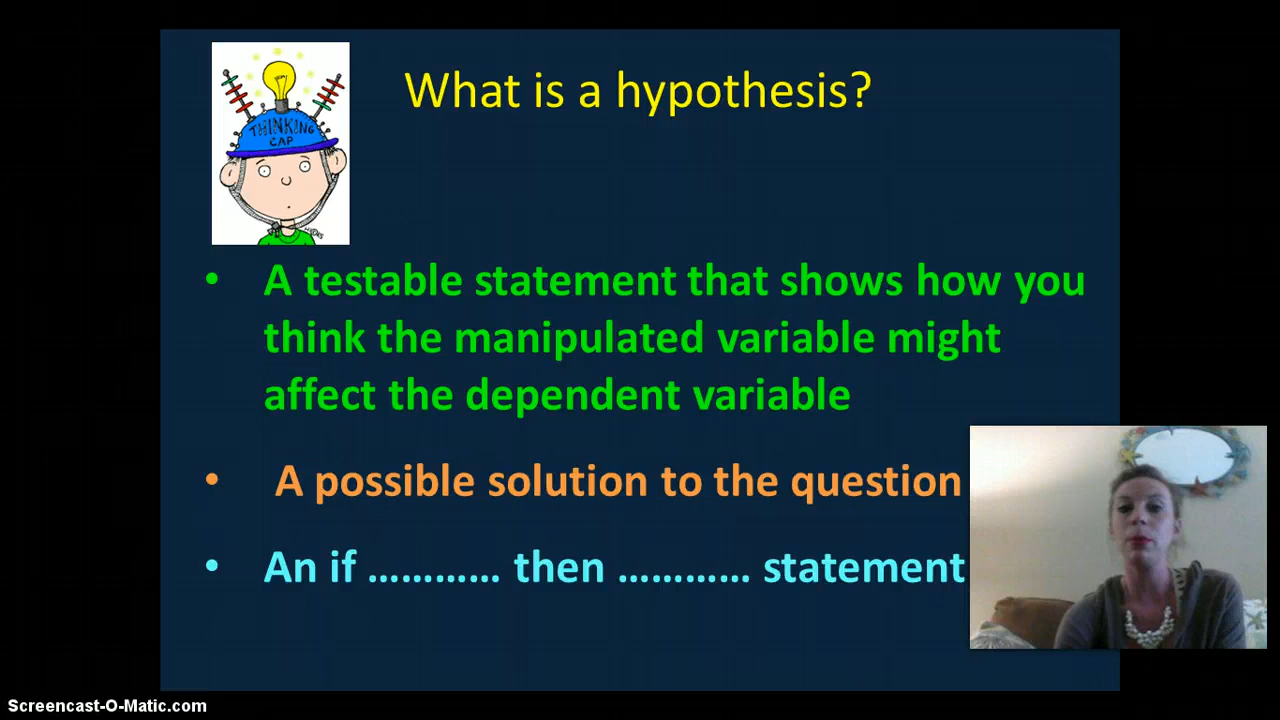 What is a hypothesis?
THINKING
CAP
• A testable statement that shows how you
think the manipulated variable might
affect the dependent variable
• A possible solution to the question
• An if ………… then ………… statement
Screencast-O-Matic.com